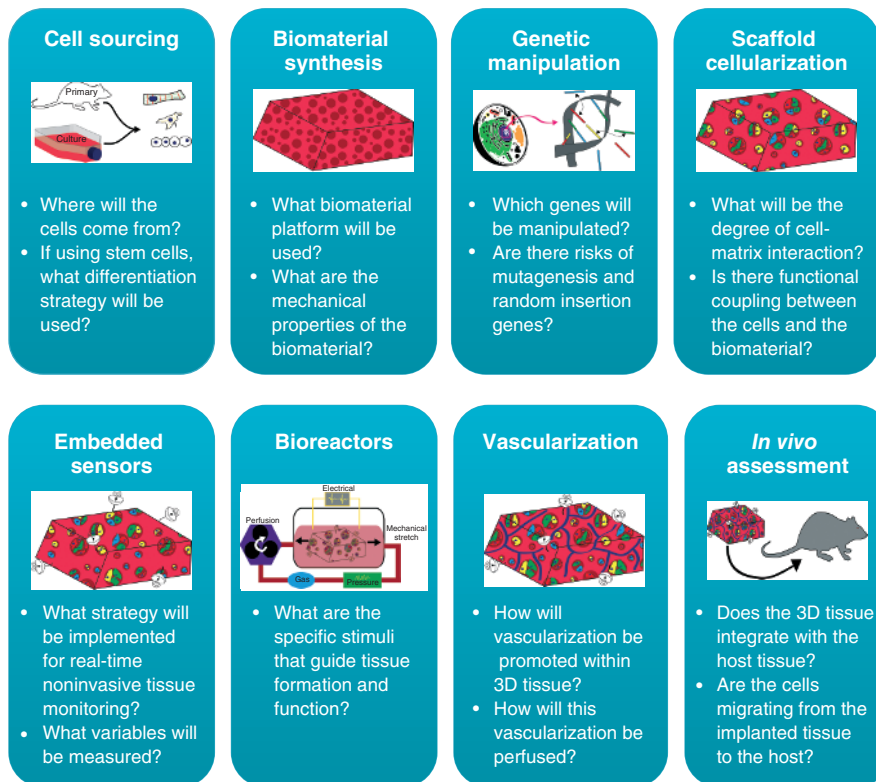 Cell sourcing
Primary
Culture
• Where will the
cells come from?
• If using stem cells,
what differentiation
strategy will be
used?
Biomaterial
synthesis
• What biomaterial
platform will be
used?
• What are the
mechanical
properties of the
biomaterial?
Genetic
manipulation
• Which genes will
be manipulated?
• Are there risks of
mutagenesis and
random insertion
genes?
Scaffold
cellularization
• What will be the
degree of cell-
matrix interaction?
• Is there functional
coupling between
the cells and the
biomaterial?
Embedded
sensors
• What strategy will
be implemented
for real-time
noninvasive tissue
monitoring?
• What variables will
be measured?
Bioreactors
Electrical
Perfusion
Mechanical
stretch
Gas
Pressure
• What are the
specific stimuli
that guide tissue
formation and
function?
Vascularization
• How will
vascularization be
promoted within
3D tissue?
• How will this
vascularization be
perfused?
In vivo
assessment
• Does the 3D tissue
integrate with the
host tissue?
• Are the cells
migrating from the
implanted tissue
to the host?